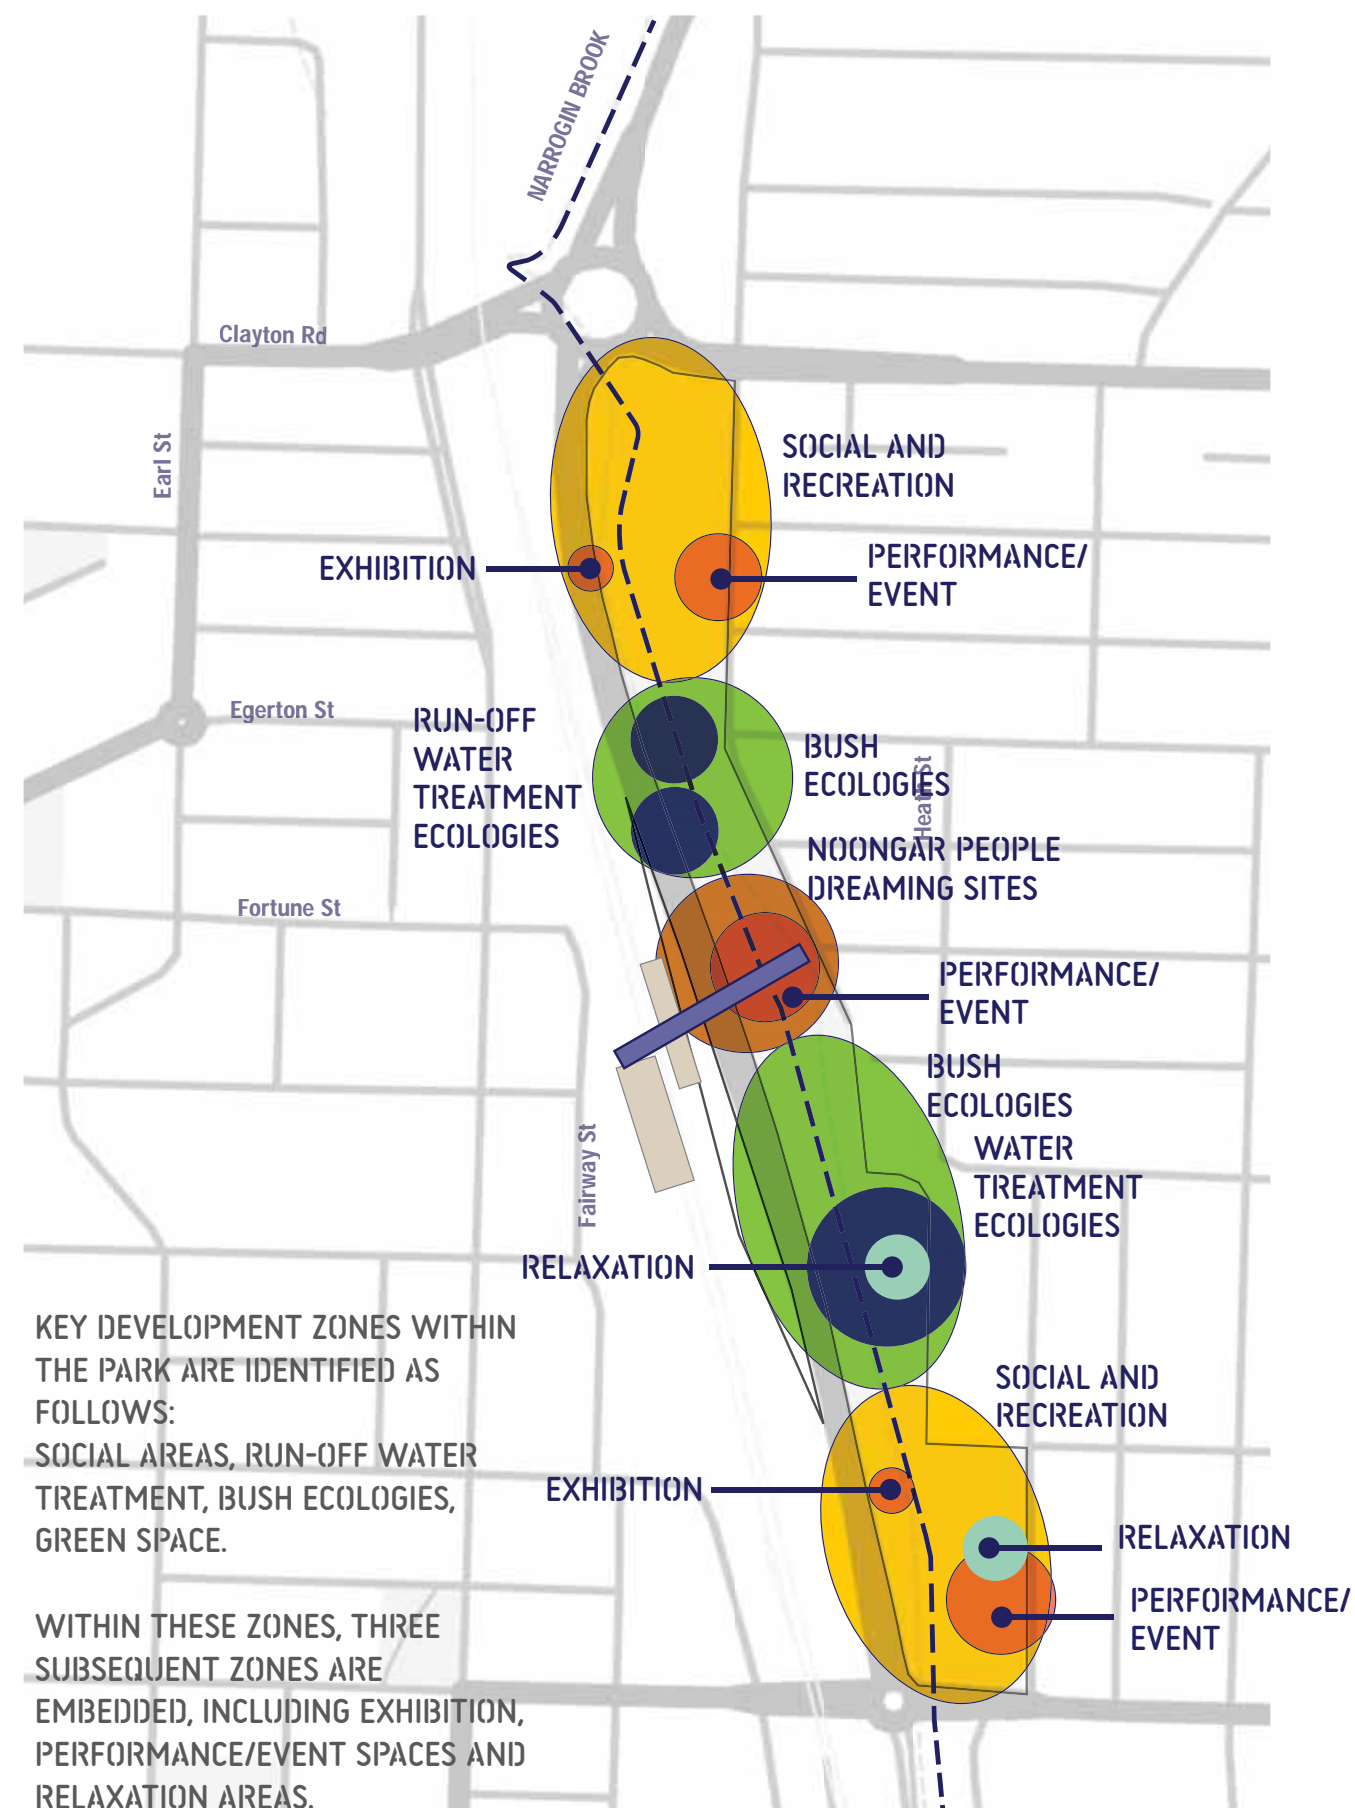 NARROGIN BROOK
Clayton Rd
Earl St
SOCIAL AND
RECREATION
EXHIBITION
PERFORMANCE/
EVENT
Egerton St
RUN-OFF
WATER
TREATMENT
ECOLOGIES
BUSH
ECOLOGIES
Heath St
NOONGAR PEOPLE
DREAMING SITES
Fortune St
PERFORMANCE/
EVENT
BUSH
ECOLOGIES
WATER
TREATMENT
ECOLOGIES
Fairway St
RELAXATION
SOCIAL AND
RECREATION
EXHIBITION
RELAXATION
PERFORMANCE/
EVENT
KEY DEVELOPMENT ZONES WITHIN
THE PARK ARE IDENTIFIED AS
FOLLOWS:
SOCIAL AREAS, RUN-OFF WATER
TREATMENT, BUSH ECOLOGIES,
GREEN SPACE.
WITHIN THESE ZONES, THREE
SUBSEQUENT ZONES ARE
EMBEDDED, INCLUDING EXHIBITION,
PERFORMANCE/EVENT SPACES AND
RELAXATION AREAS.